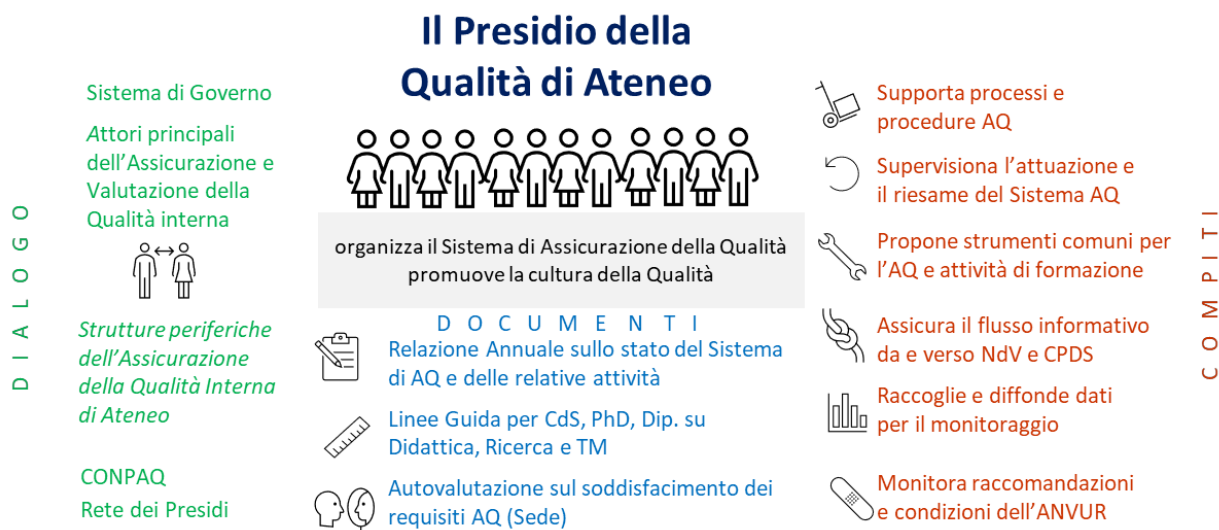 Il Presidio della
Qualità di Ateneo
organizza il Sistema di Assicurazione della Qualità
promuove la cultura della Qualità
DIALOGO
Sistema di Governo
Attori principali
dell'Assicurazione e
Valutazione della
Qualità interna
Strutture periferiche
dell'Assicurazione
della Qualità Interna
di Ateneo
CONPAQ
Rete dei Presidi
DOCUMENTI
Relazione Annuale sullo stato del Sistema
di AQ e delle relative attività
Linee Guida per CdS, PhD, Dip. su
Didattica, Ricerca e TM
Autovalutazione sul soddisfacimento dei
requisiti AQ (Sede)
COMPITI
Supporta processi e
procedure AQ
Supervisiona l'attuazione e
il riesame del Sistema AQ
Propone strumenti comuni per
l'AQ e attività di formazione
Assicura il flusso informativo
da e verso NdV e CPDS
Raccoglie e diffonde dati
per il monitoraggio
Monitora raccomandazioni
e condizioni dell'ANVUR